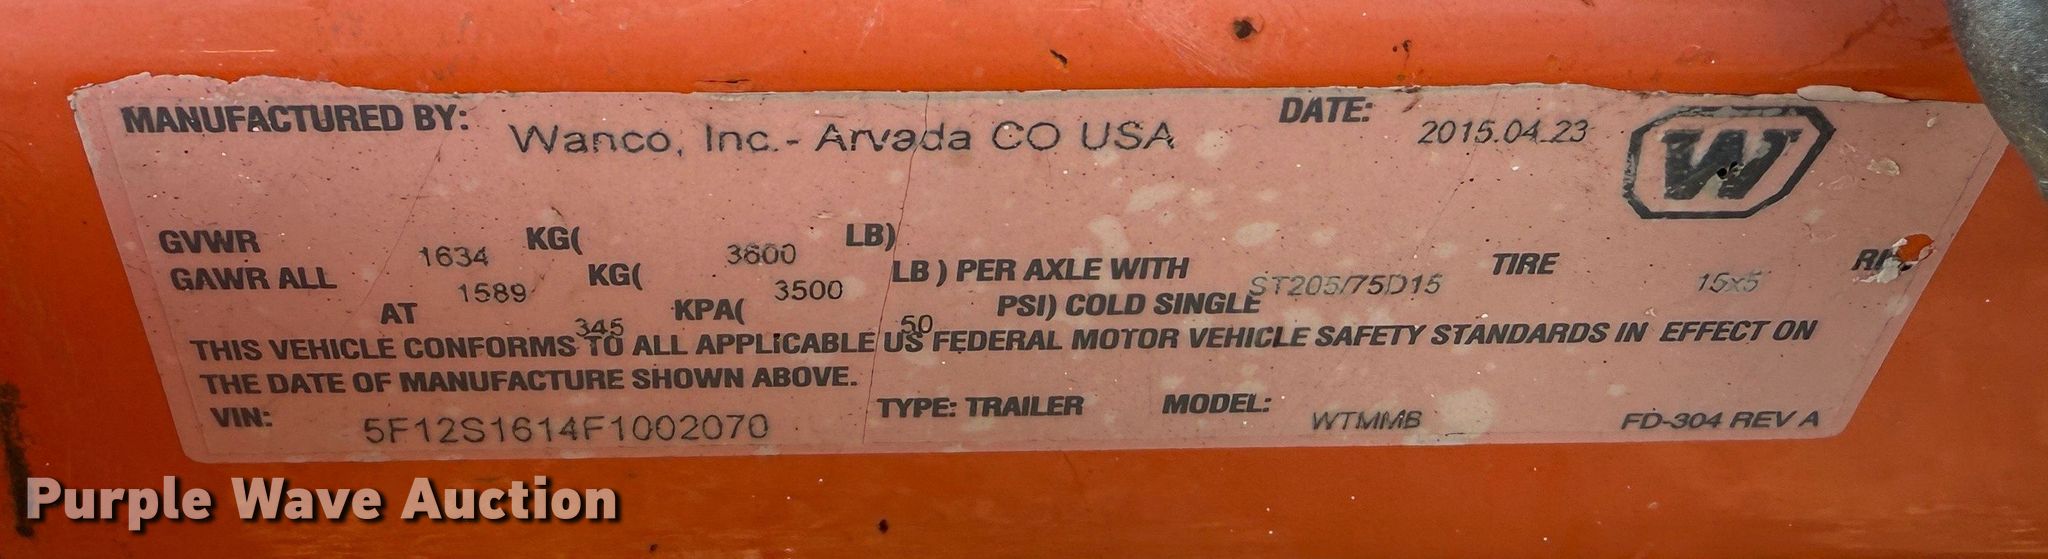 MANUFACTURED BY: Wanco, Inc.- Arvada CO USA DATE: 2015.04.23 W
GVWR 1634 KG( 3600 LB)
GAWR ALL 1589 KG( 3500 LB ) PER AXLE WITH ST205/75D15 TIRE 15x5
AT 345 KPA( 50 PSI) COLD SINGLE
THIS VEHICLE CONFORMS TO ALL APPLICABLE US FEDERAL MOTOR VEHICLE SAFETY STANDARDS IN EFFECT ON
THE DATE OF MANUFACTURE SHOWN ABOVE.
VIN: 5F12S1614F1002070 TYPE: TRAILER MODEL: WTMMB FD-304 REV A
Purple Wave Auction